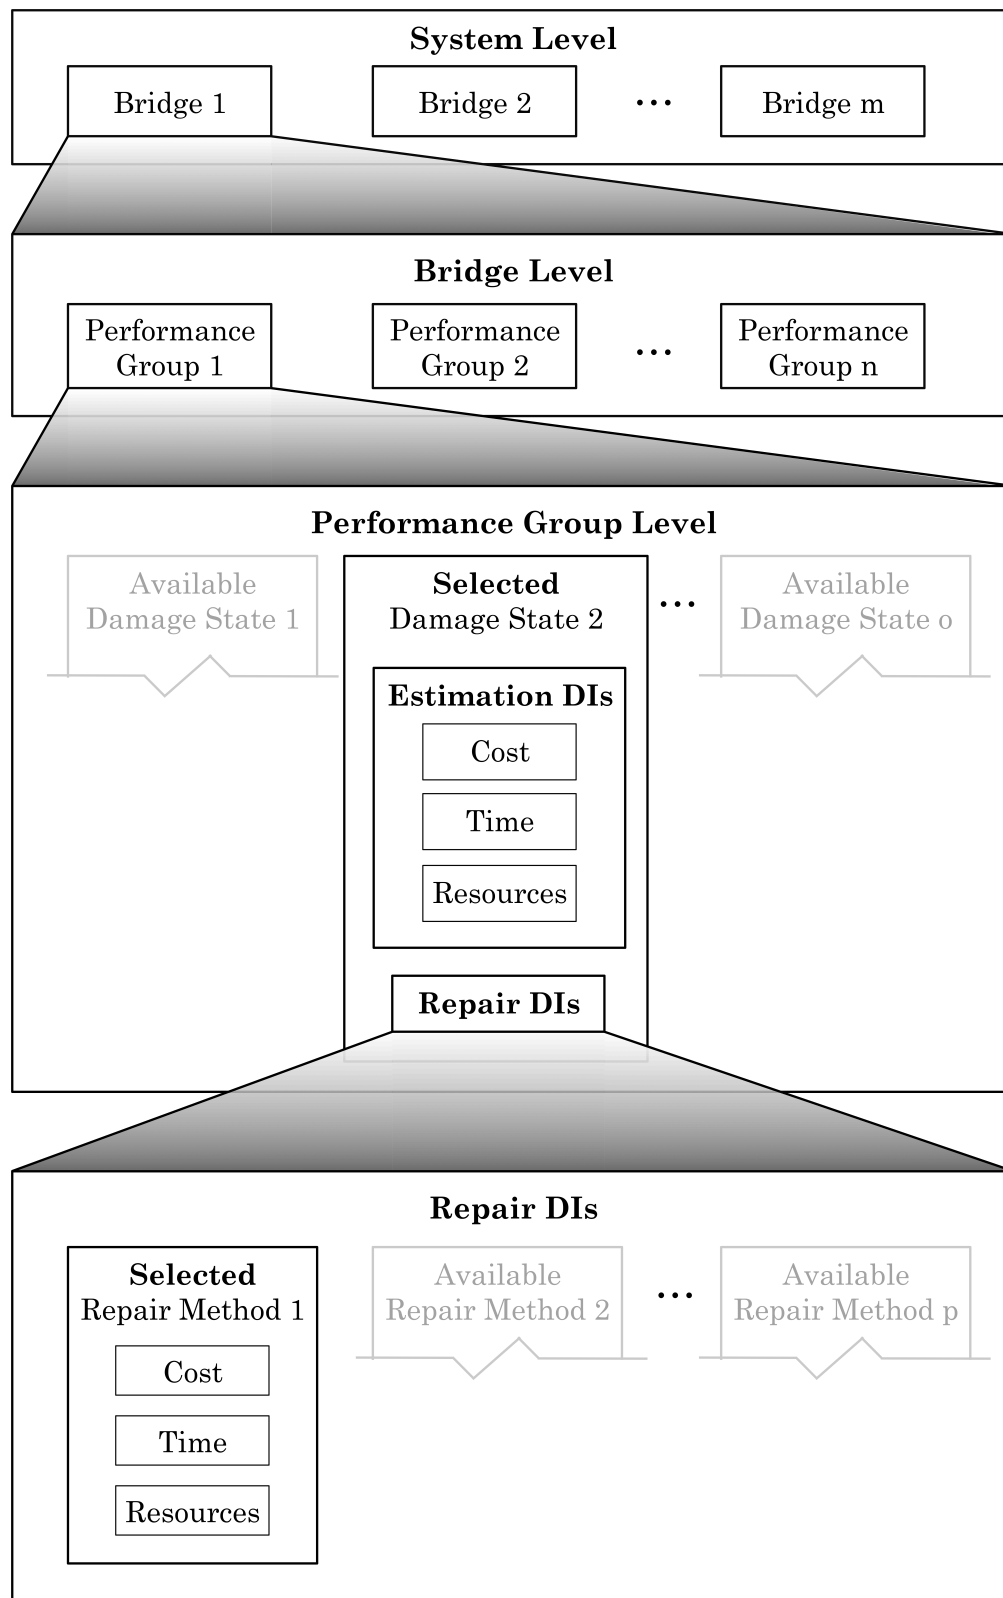 System Level
Bridge 1
Bridge 2
...
Bridge m
Bridge Level
Performance
Group 1
Performance
Group 2
...
Performance
Group n
Performance Group Level
Available
Damage State 1
Selected
Damage State 2
...
Available
Damage State o
Estimation DIs
Cost
Time
Resources
Repair DIs
Repair DIs
Selected
Repair Method 1
Available
Repair Method 2
...
Available
Repair Method p
Cost
Time
Resources